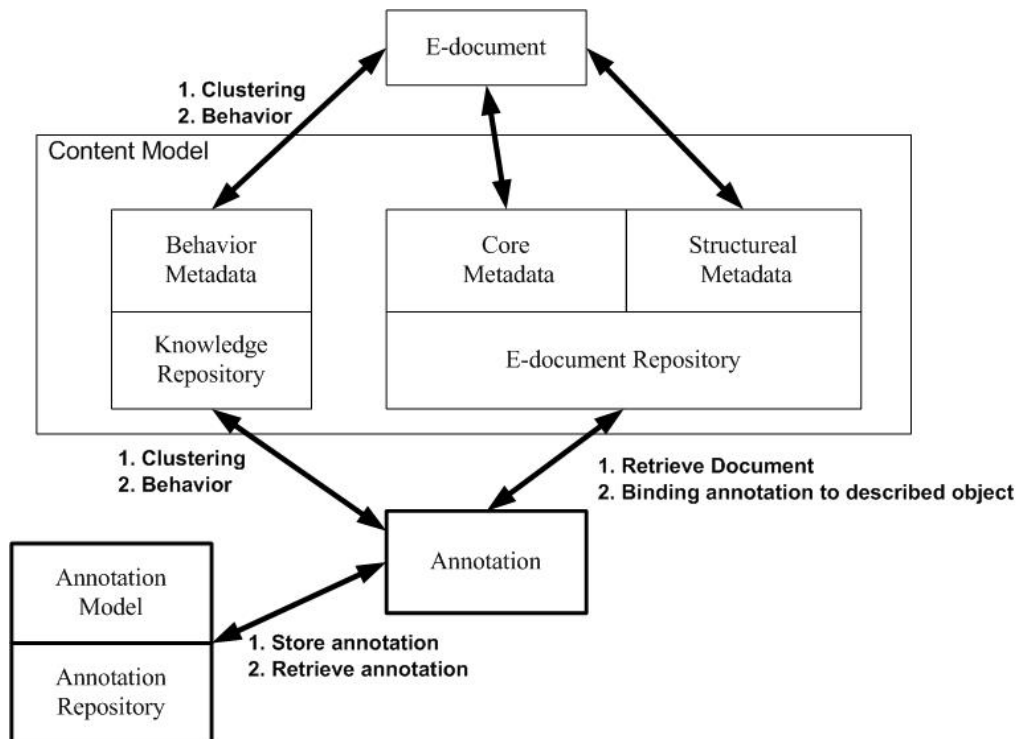 E-document
1. Clustering
2. Behavior
Content Model
Behavior
Metadata
Core
Metadata
Structureal
Metadata
Knowledge
Repository
E-document Repository
1. Clustering
2. Behavior
1. Retrieve Document
2. Binding annotation to described object
Annotation
Annotation
Model
1. Store annotation
2. Retrieve annotation
Annotation
Repository